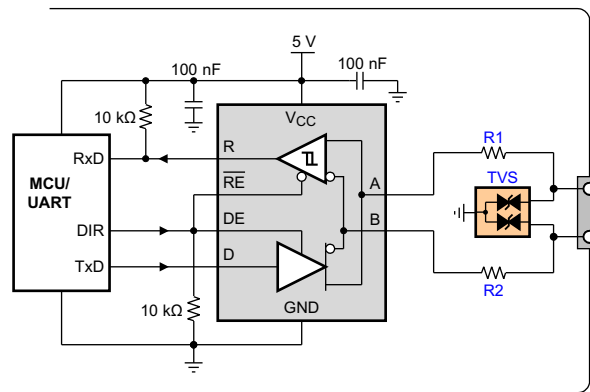 5 V
100 nF
100 nF
10 kΩ
VCC
R1
RxD
R
TVS
MCU/
UART
RE
A
DIR
DE
B
TxD
D
10 kΩ
GND
R2